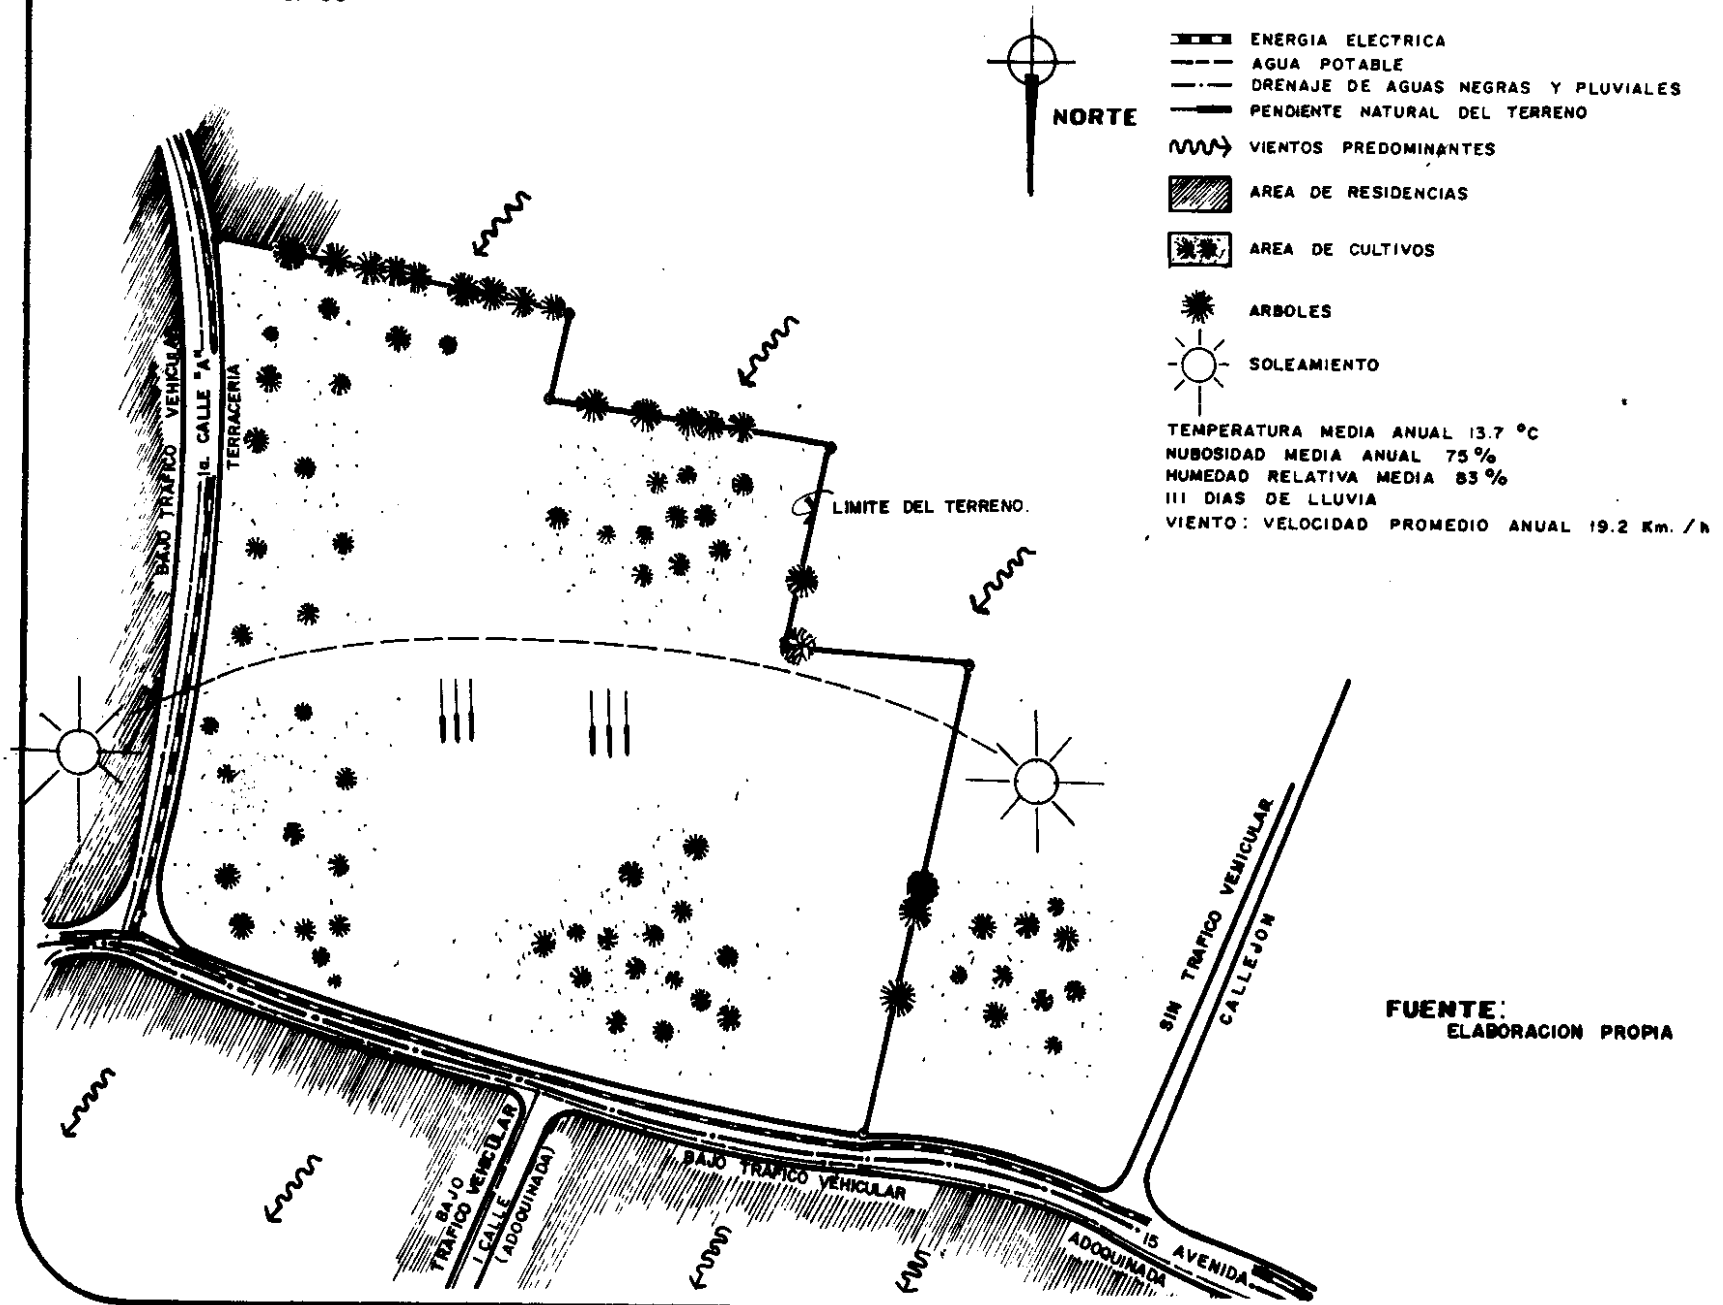 ENERGIA ELECTRICA
AGUA POTABLE
DRENAJE DE AGUAS NEGRAS Y PLUVIALES
PENDIENTE NATURAL DEL TERRENO
NORTE
VIENTOS PREDOMINANTES
AREA DE RESIDENCIAS
AREA DE CULTIVOS
ARBOLES
SOLEAMIENTO
TEMPERATURA MEDIA ANUAL 13.7 °C
NUBOSIDAD MEDIA ANUAL 75 %
HUMEDAD RELATIVA MEDIA 83 %
111 DIAS DE LLUVIA
VIENTO: VELOCIDAD PROMEDIO ANUAL 19.2 Km./h
BAJO TRAFICO VEHICULAR
1a. CALLE "A"
TERRACERIA
LIMITE DEL TERRENO.
SIN TRAFICO VEHICULAR
CALLEJON
FUENTE:
ELABORACION PROPIA
BAJO
TRAFICO VEHICULAR
1 CALLE
(ADOQUINADA)
BAJO TRAFICO VEHICULAR
15 AVENIDA
ADOQUINADA